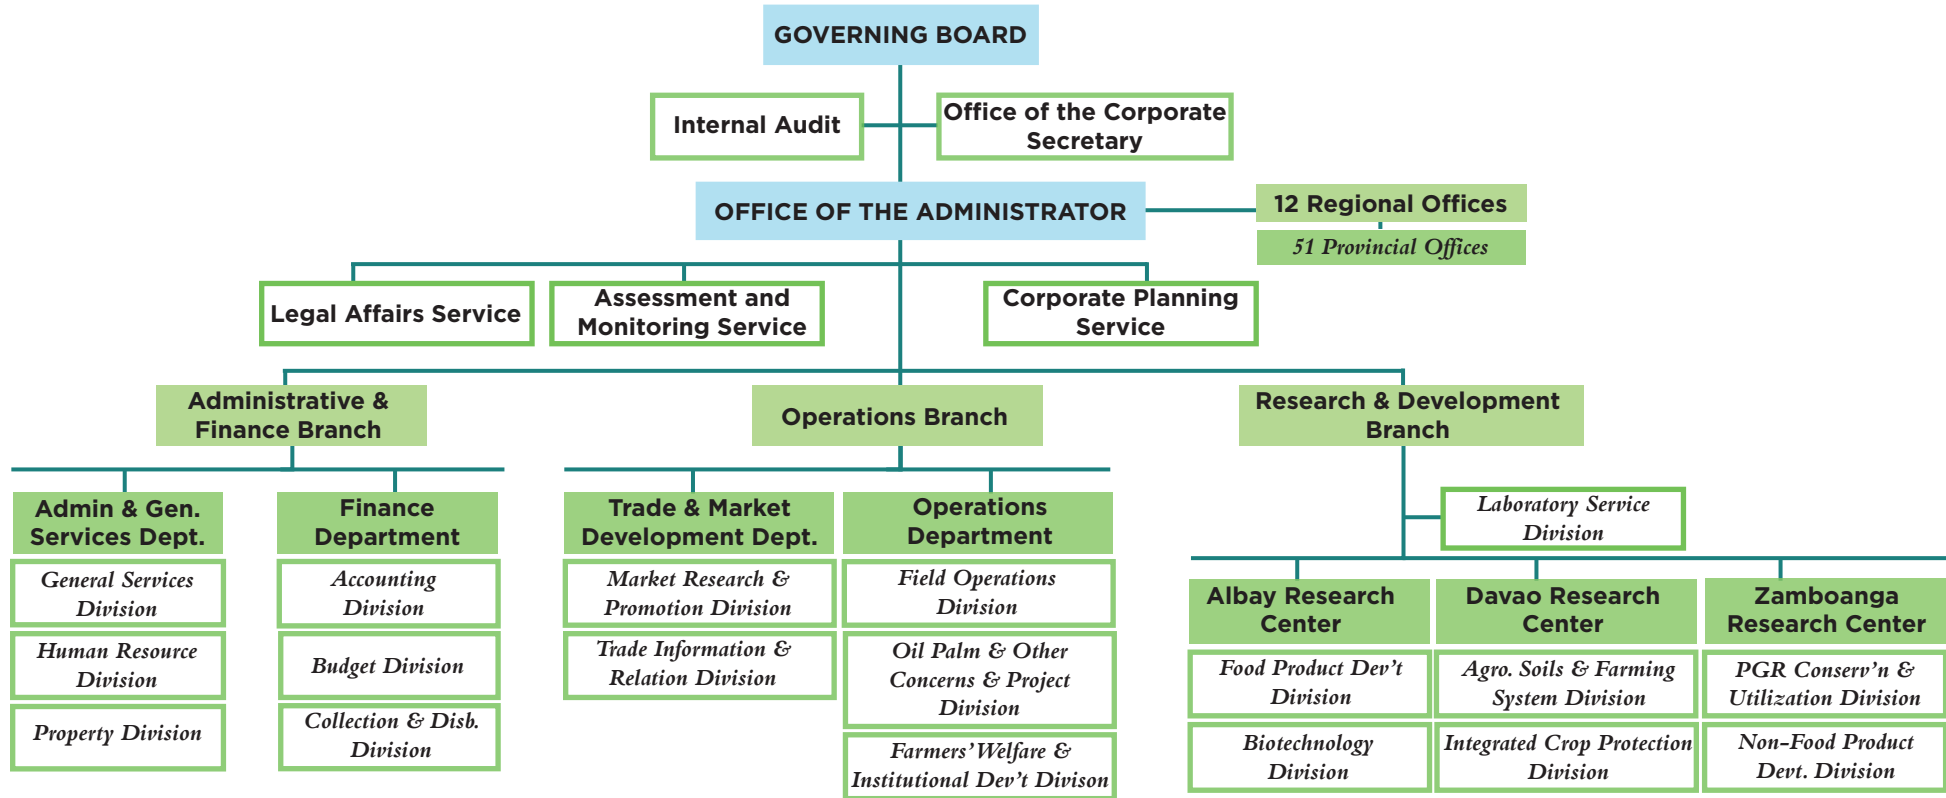 GOVERNING BOARD
Internal Audit
Office of the Corporate
Secretary
OFFICE OF THE ADMINISTRATOR
12 Regional Offices
51 Provincial Offices
Legal Affairs Service
Assessment and
Monitoring Service
Corporate Planning
Service
Administrative &
Finance Branch
Operations Branch
Research & Development
Branch
Admin & Gen.
Services Dept.
General Services
Division
Human Resource
Division
Property Division
Finance
Department
Accounting
Division
Budget Division
Collection & Disb.
Division
Trade & Market
Development Dept.
Market Research &
Promotion Division
Trade Information &
Relation Division
Operations
Department
Field Operations
Division
Oil Palm & Other
Concerns & Project
Division
Farmers' Welfare &
Institutional Dev't Divison
Laboratory Service
Division
Albay Research
Center
Food Product Dev't
Division
Biotechnology
Division
Davao Research
Center
Agro. Soils & Farming
System Division
Integrated Crop Protection
Division
Zamboanga
Research Center
PGR Conserv'n &
Utilization Division
Non-Food Product
Devt. Division